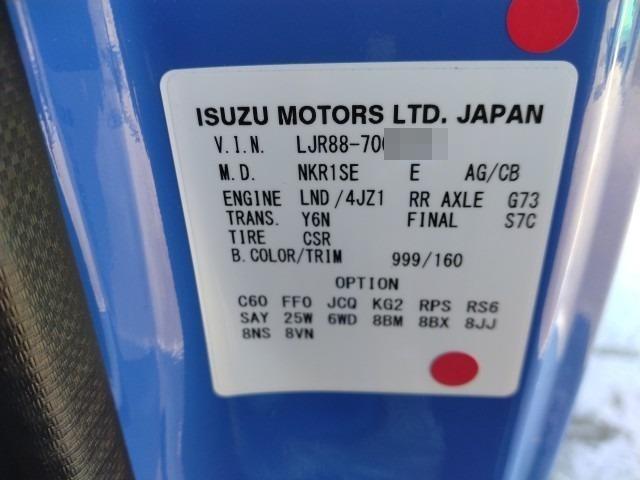 ISUZU MOTORS LTD. JAPAN
V.I.N. LJR88-70
M.D. NKR1SE E AG/CB
ENGINE LND /4JZ1 RR AXLE G73
TRANS. Y6N FINAL S7C
TIRE CSR
B.COLOR/TRIM 999/160
OPTION
C60 FF0 JCQ KG2 RPS RS6
SAY 25W 6WD 8BM 8BX 8JJ
8NS 8VN